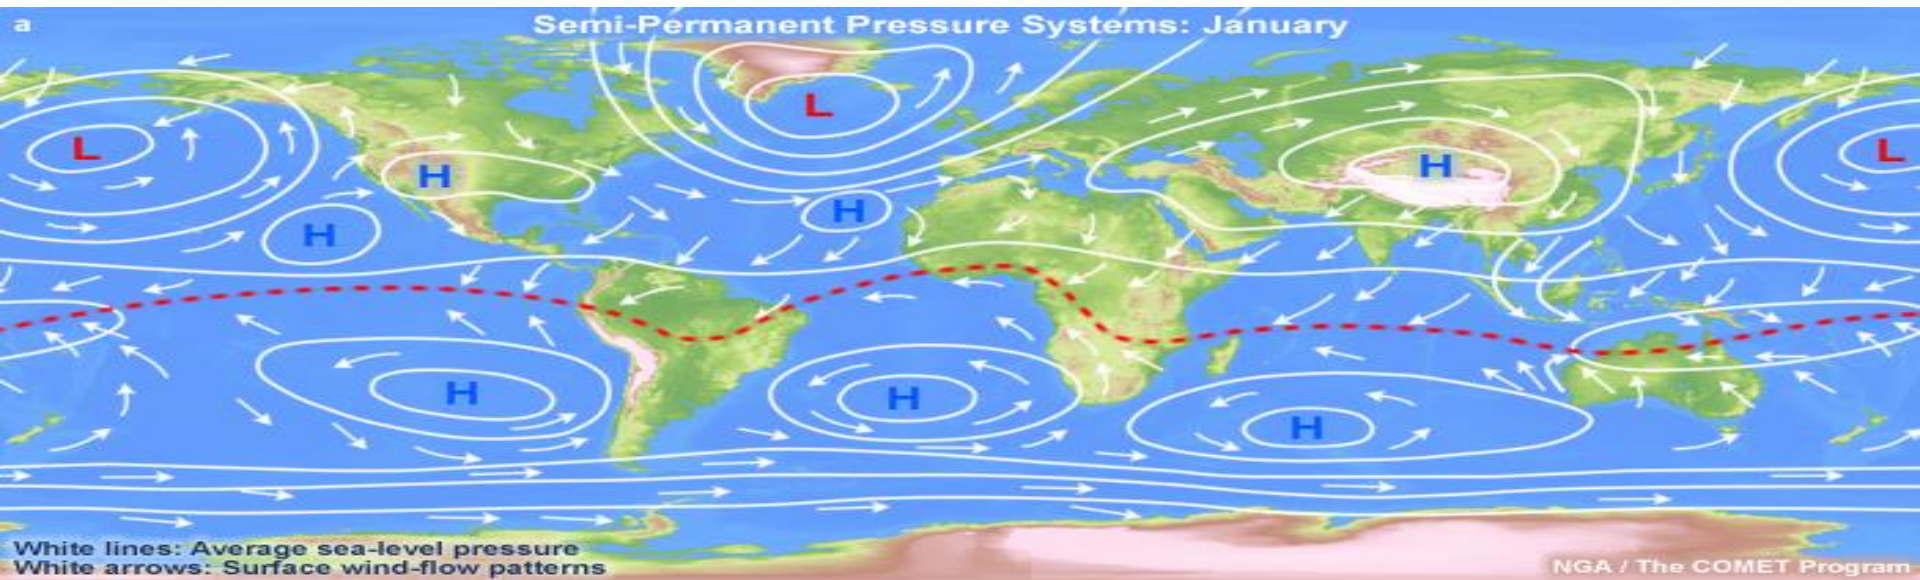 a
Semi-Permanent Pressure Systems: January
L
L
H
H
L
H
H
H
H
H
White lines: Average sea-level pressure
White arrows: Surface wind-flow patterns
NGA / The COMET Program